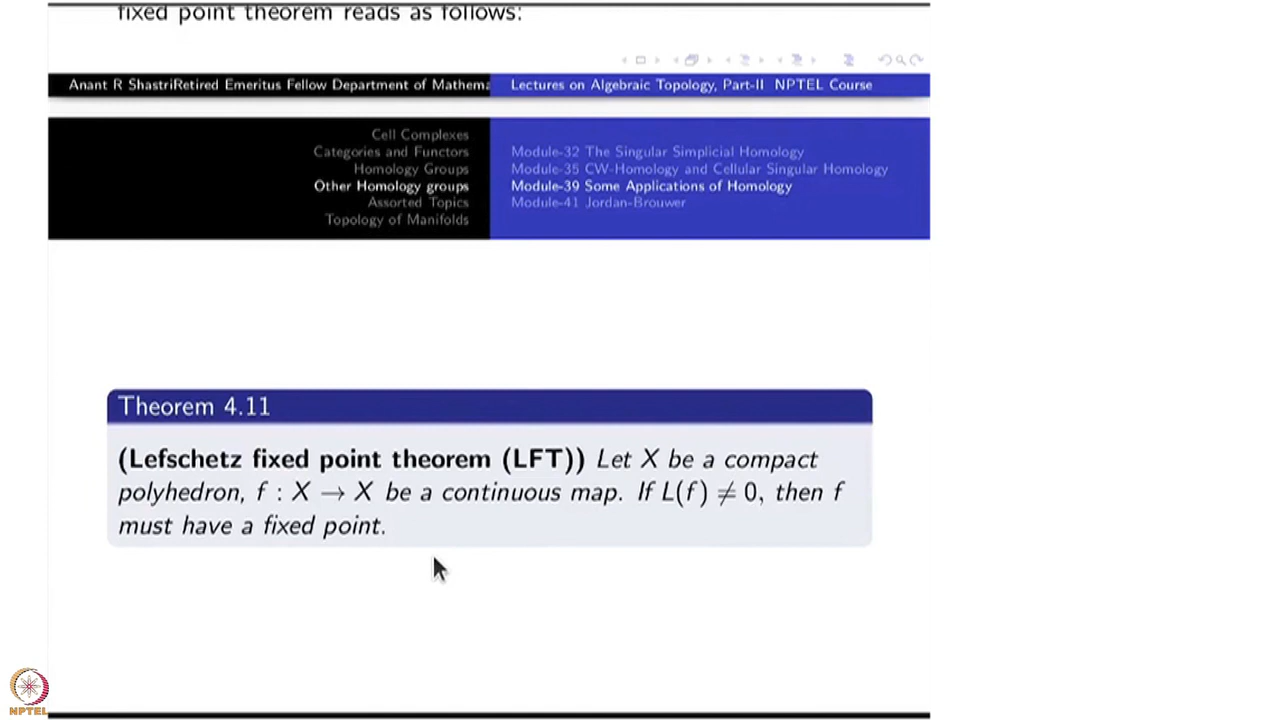 fixed point theorem reads as follows:
Anant R ShastriRetired Emeritus Fellow Department of Mathema
Lectures on Algebraic Topology, Part-II NPTEL Course
Cell Complexes
Categories and Functors
Homology Groups
Other Homology groups
Assorted Topics
Topology of Manifolds
Module-32 The Singular Simplicial Homology
Module-35 CW-Homology and Cellular Singular Homology
Module-39 Some Applications of Homology
Module-41 Jordan-Brouwer
Theorem 4.11
(Lefschetz fixed point theorem (LFT)) Let X be a compact
polyhedron, f : X → X be a continuous map. If L(f) ≠ 0, then f
must have a fixed point.
NPTEL